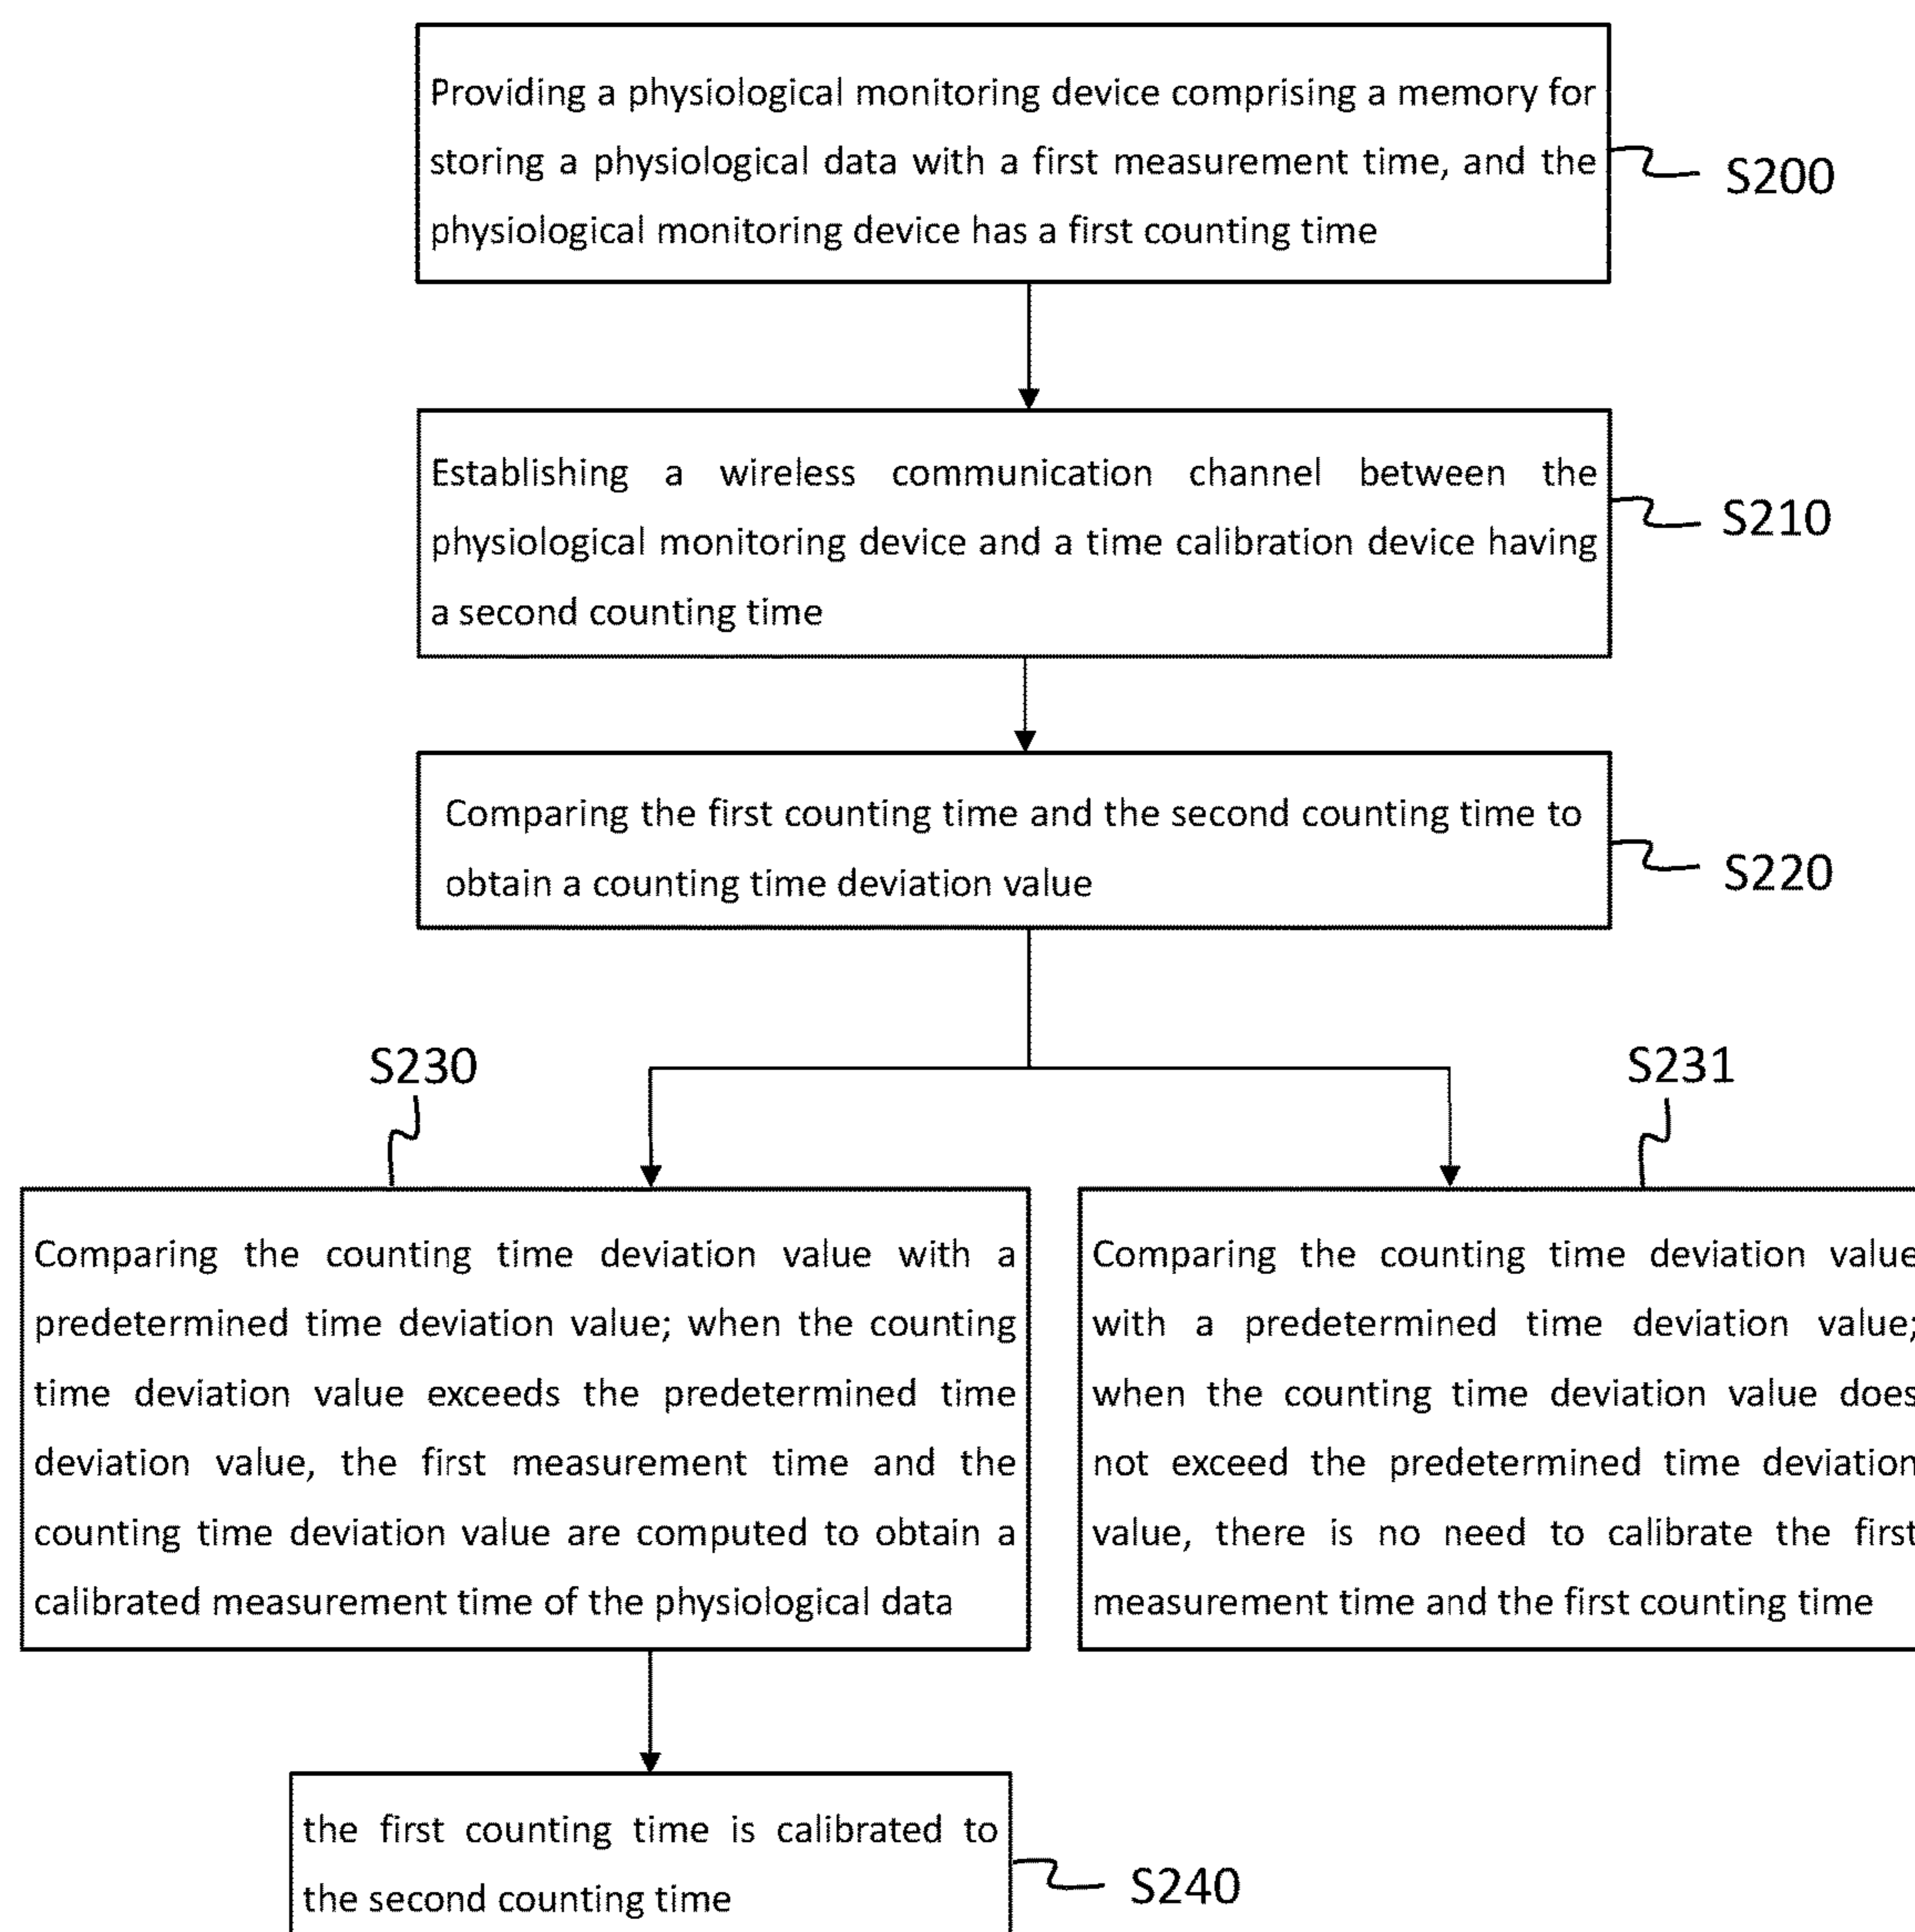 Providing a physiological monitoring device comprising a memory for
storing a physiological data with a first measurement time, and the
physiological monitoring device has a first counting time
S200
Establishing a wireless communication channel between the
physiological monitoring device and a time calibration device having
a second counting time
S210
Comparing the first counting time and the second counting time to
obtain a counting time deviation value
S220
S230
Comparing the counting time deviation value with a
predetermined time deviation value; when the counting
time deviation value exceeds the predetermined time
deviation value, the first measurement time and the
counting time deviation value are computed to obtain a
calibrated measurement time of the physiological data
S231
Comparing the counting time deviation value
with a predetermined time deviation value;
when the counting time deviation value does
not exceed the predetermined time deviation
value, there is no need to calibrate the first
measurement time and the first counting time
the first counting time is calibrated to
the second counting time
S240